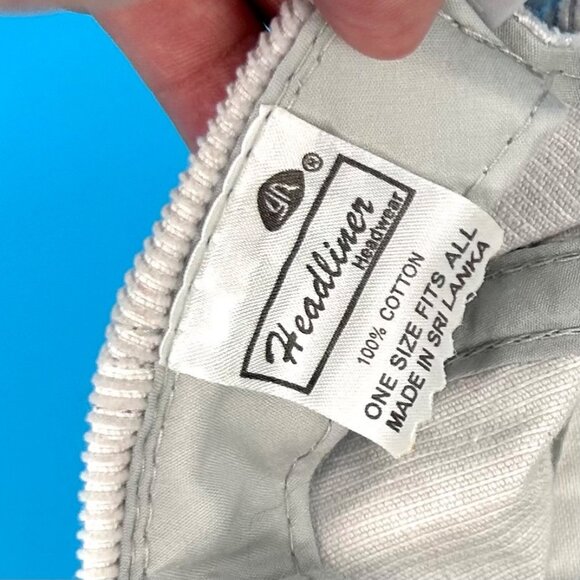 ®
Headliner
Headwear
100% COTTON
ONE SIZE FITS ALL
MADE IN SRI LANKA